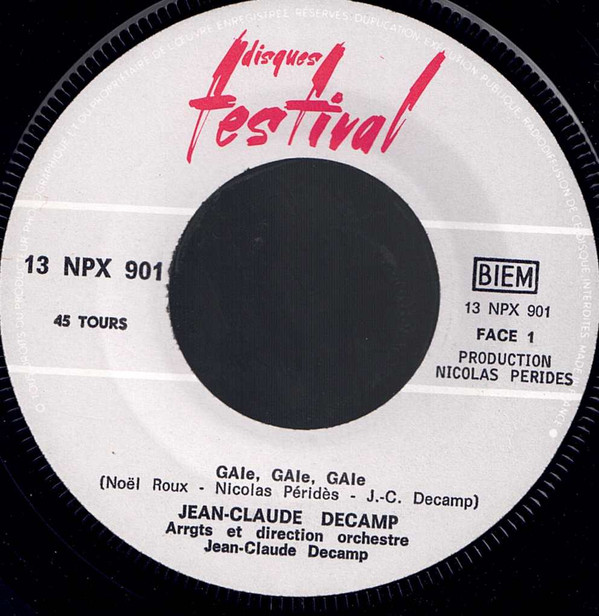 disques
festival
13 NPX 901
45 TOURS
BIEM
13 NPX 901
FACE 1
PRODUCTION
NICOLAS PERIDES
GAIe, GAIe, GAIe
(Noël Roux - Nicolas Péridès - J.-C. Decamp)
JEAN-CLAUDE DECAMP
Arrgts et direction orchestre
Jean-Claude Decamp